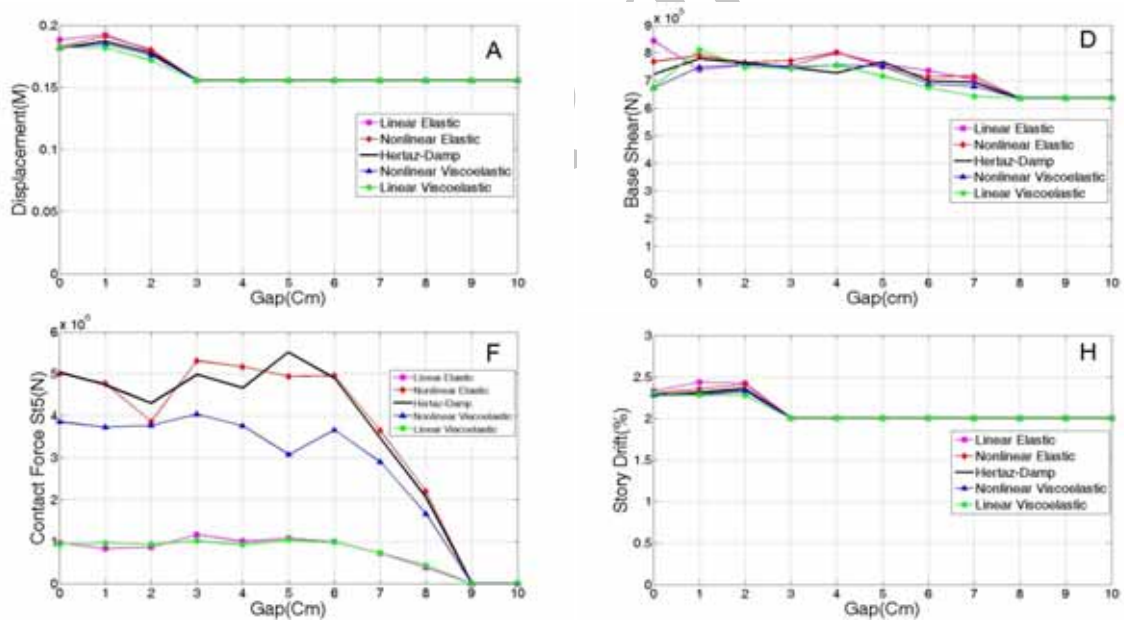 A
0.2
0.15
0.1
0.05
0
Displacement(M)
Linear Elastic
Nonlinear Elastic
Hertaz-Damp
Nonlinear Viscoelastic
Linear Viscoelastic
0 1 2 3 4 5 6 7 8 9 10
Gap(Cm)
x 10⁵
D
9
8
7
6
5
4
3
2
1
0
Base Shear(N)
Linear Elastic
Nonlinear Elastic
Hertaz-Damp
Nonlinear Viscoelastic
Linear Viscoelastic
0 1 2 3 4 5 6 7 8 9 10
Gap(cm)
x 10
F
6
5
4
3
2
1
0
Contact Force St5(N)
Linear Elastic
Nonlinear Elastic
Hertaz-Damp
Nonlinear Viscoelastic
Linear Viscoelastic
0 1 2 3 4 5 6 7 8 9 10
Gap(Cm)
H
3
2.5
2
1.5
1
0.5
0
Story Drift(%)
Linear Elastic
Nonlinear Elastic
Hertaz-Damp
Nonlinear Viscoelastic
Linear Viscoelastic
0 1 2 3 4 5 6 7 8 9 10
Gap(Cm)